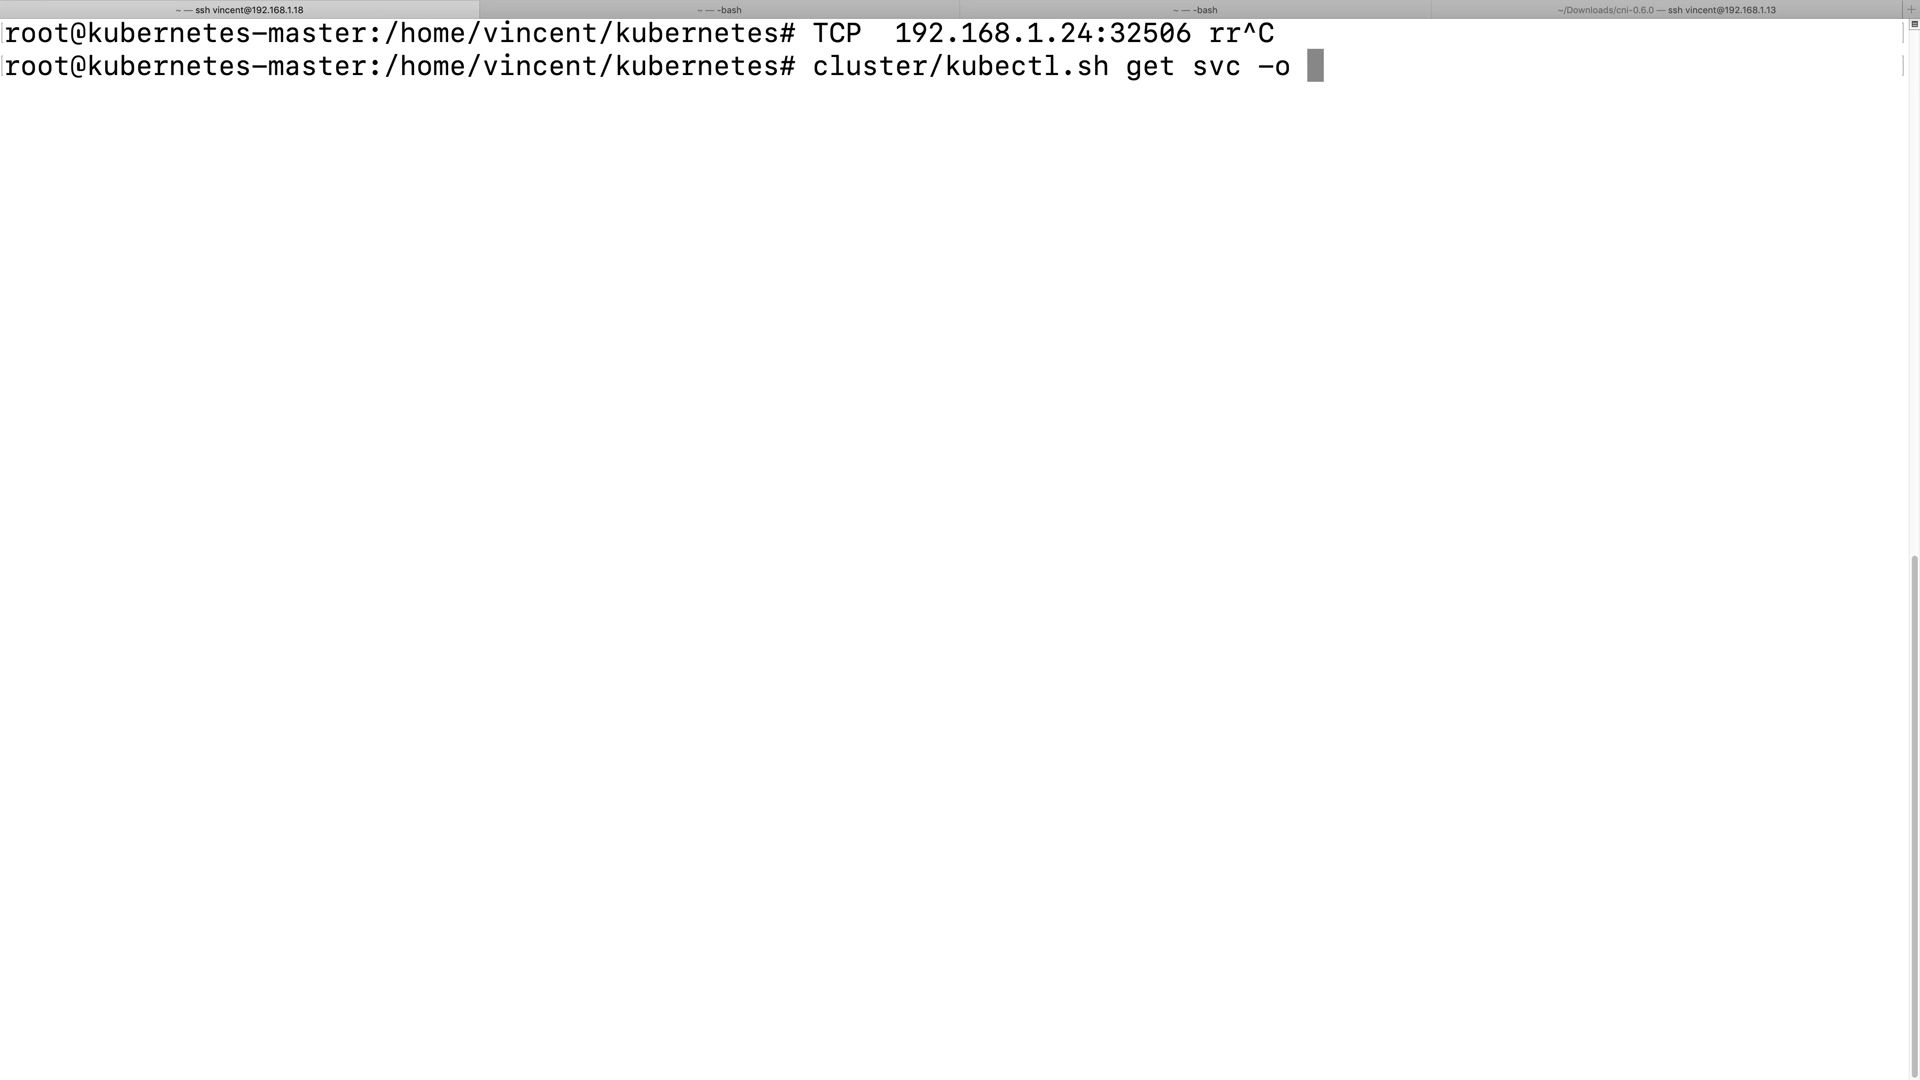 ~ — ssh vincent@192.168.1.18
~ — -bash
~ — -bash
~/Downloads/cni-0.6.0 — ssh vincent@192.168.1.13
root@kubernetes-master:/home/vincent/kubernetes# TCP  192.168.1.24:32506 rr^C
root@kubernetes-master:/home/vincent/kubernetes# cluster/kubectl.sh get svc -o